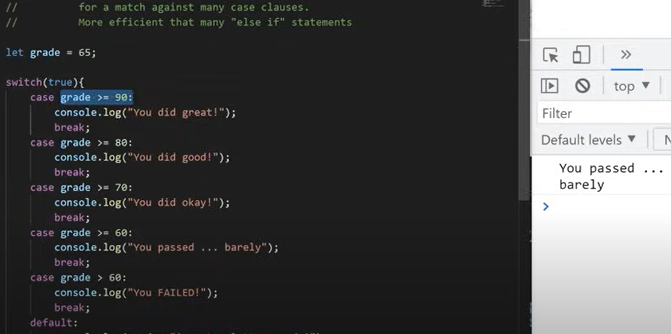 //          for a match against many case clauses.
//          More efficient that many "else if" statements
let grade = 65;
switch(true){
    case grade >= 90:
        console.log("You did great!");
        break;
    case grade >= 80:
        console.log("You did good!");
        break;
    case grade >= 70:
        console.log("You did okay!");
        break;
    case grade >= 60:
        console.log("You passed ... barely");
        break;
    case grade > 60:
        console.log("You FAILED!");
        break;
    default:
top
Filter
Default levels
You passed ...
barely